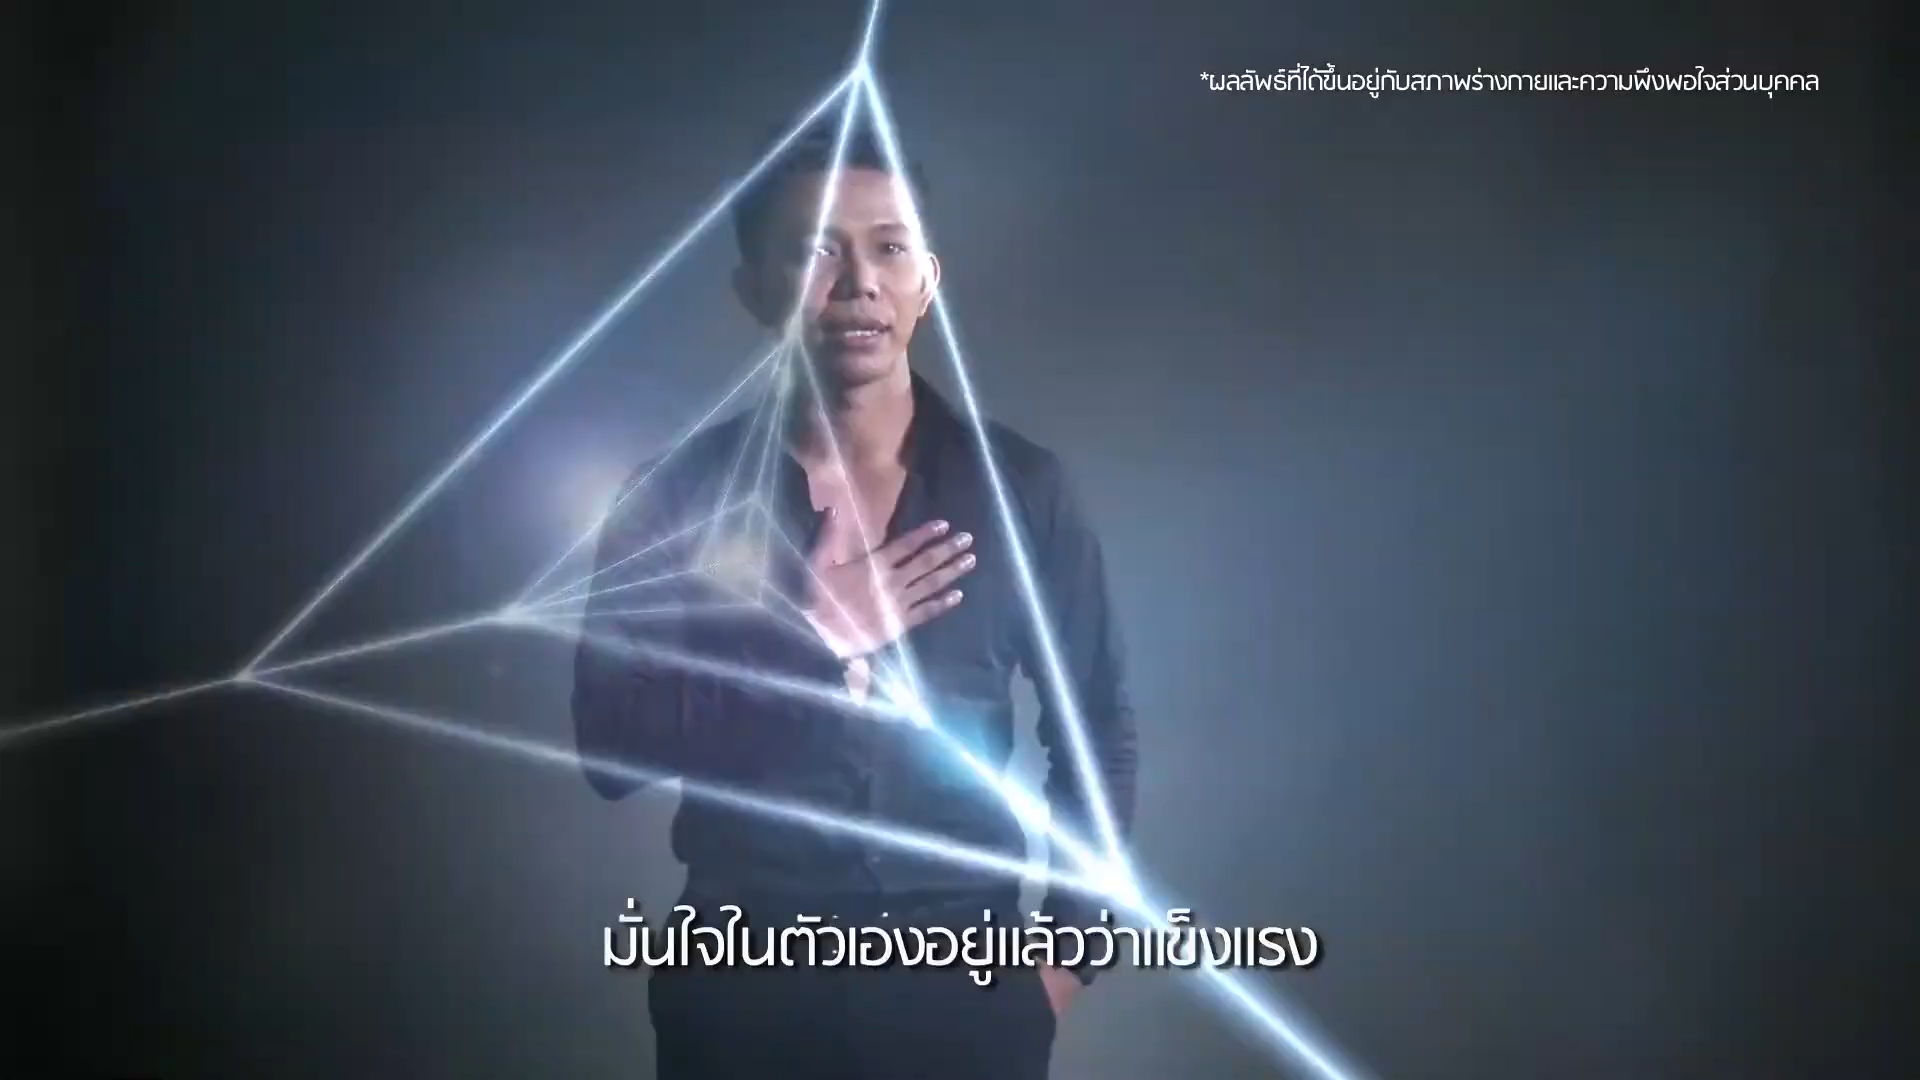 *ผลลัพธ์ที่ได้ขึ้นอยู่กับสภาพร่างกายและความพึงพอใจส่วนบุคคล
มั่นใจในตัวเองอยู่แล้วว่าแข็งแรง